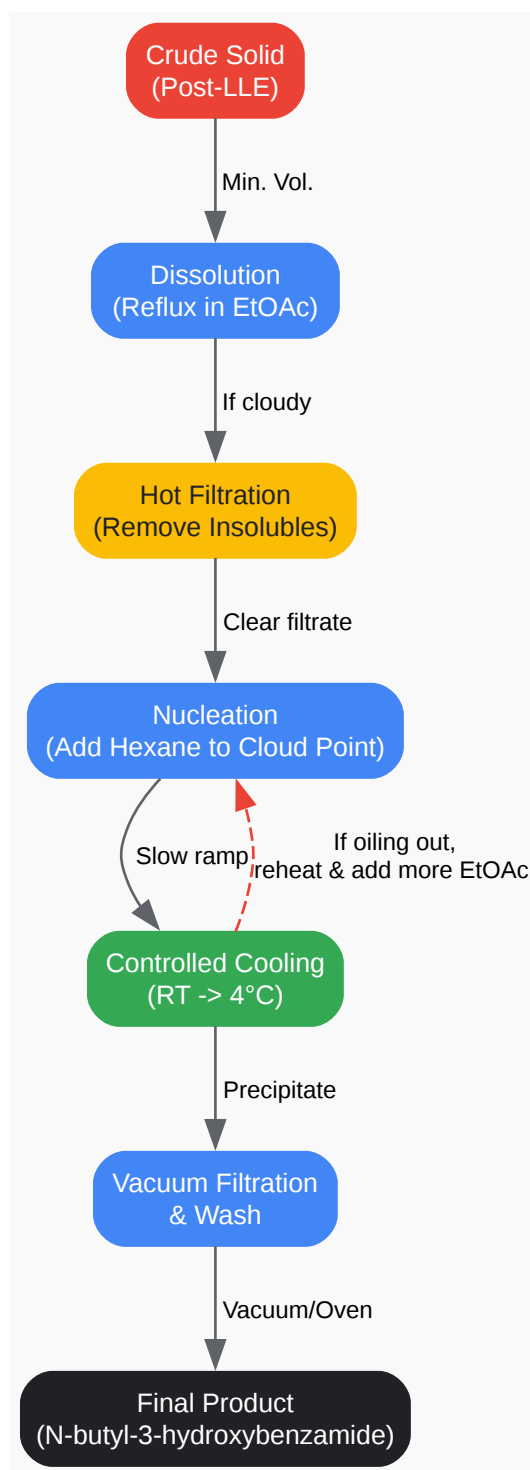 Crude Solid
(Post-LLE)
Min. Vol.
Dissolution
(Reflux in EtOAc)
If cloudy
Hot Filtration
(Remove Insolubles)
Clear filtrate
Nucleation
(Add Hexane to Cloud Point)
Slow ramp
If oiling out,
reheat & add more EtOAc
Controlled Cooling
(RT -> 4°C)
Precipitate
Vacuum Filtration
& Wash
Vacuum/Oven
Final Product
(N-butyl-3-hydroxybenzamide)